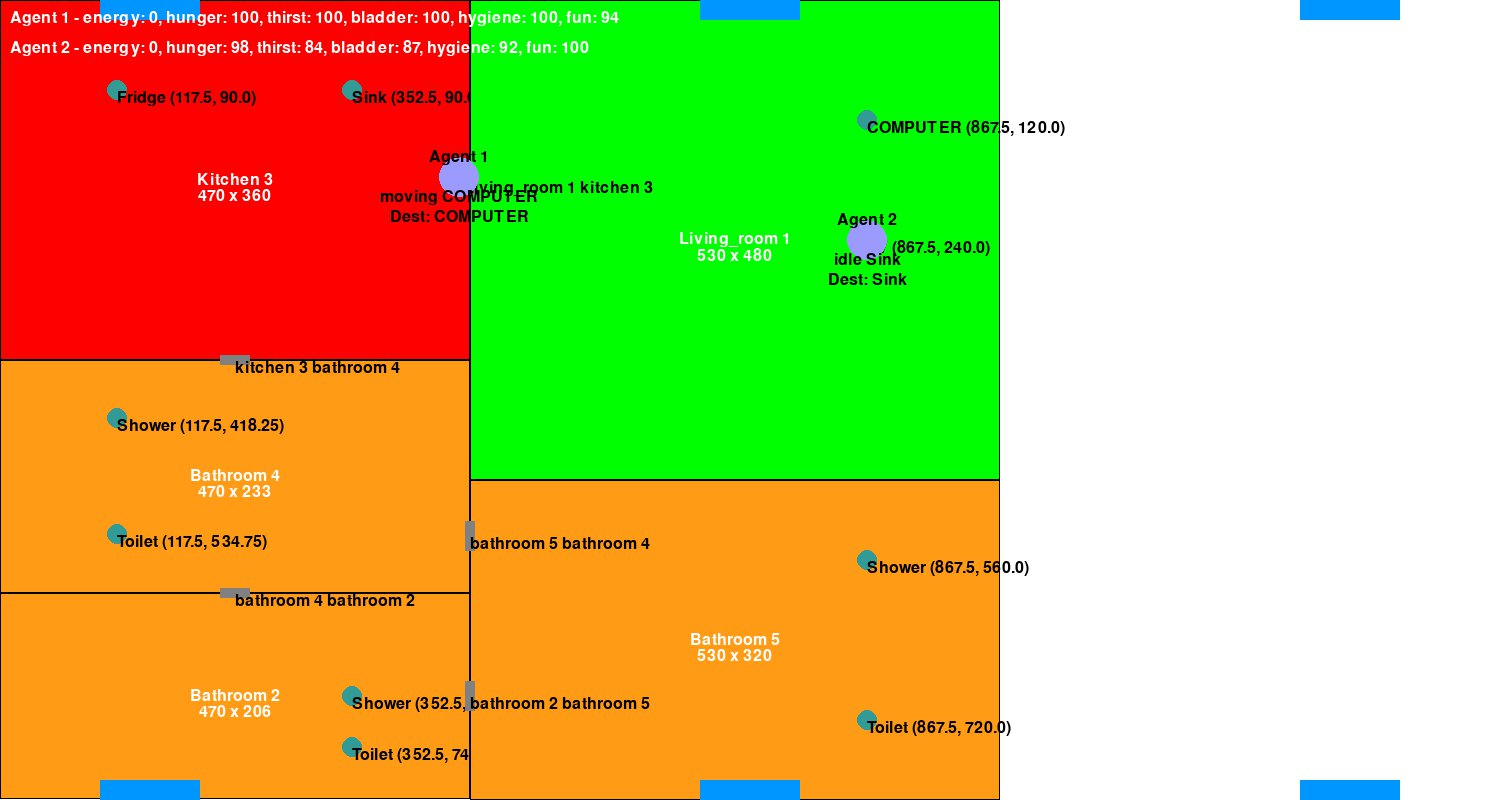 Agent 1 - energy: 0, hunger: 100, thirst: 100, bladder: 100, hygiene: 100, fun: 94
Agent 2 - energy: 0, hunger: 98, thirst: 84, bladder: 87, hygiene: 92, fun: 100
Fridge (117.5, 90.0)
Sink (352.5, 90.
COMPUTER (867.5, 120.0)
Agent 1
Kitchen 3
470 x 360
ving_room 1 kitchen 3
moving COMPUTER
Dest: COMPUTER
Agent 2
Living_room 1
530 x 480
(867.5, 240.0)
idle Sink
Dest: Sink
kitchen 3 bathroom 4
Shower (117.5, 418.25)
Bathroom 4
470 x 233
Toilet (117.5, 534.75)
bathroom 5 bathroom 4
Shower (867.5, 560.0)
bathroom 4 bathroom 2
Bathroom 5
530 x 320
Bathroom 2
470 x 206
Shower (352.5,
bathroom 2 bathroom 5
Toilet (867.5, 720.0)
Toilet (352.5, 74